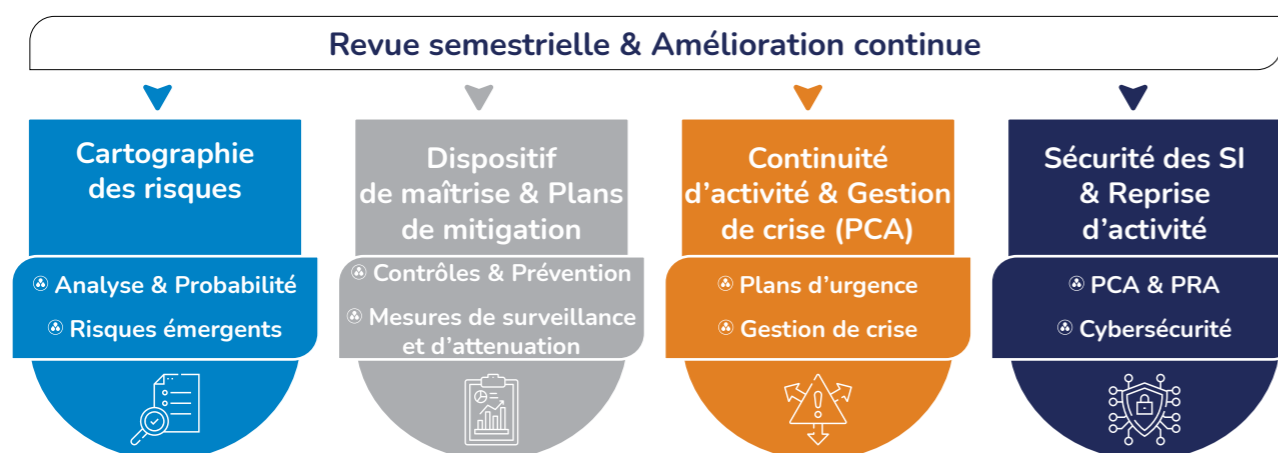 Revue semestrielle & Amélioration continue
Cartographie
des risques
Analyse & Probabilité
Risques émergents
Dispositif
de maîtrise & Plans
de mitigation
Contrôles & Prévention
Mesures de surveillance
et d’attenuation
Continuité
d’activité & Gestion
de crise (PCA)
Plans d’urgence
Gestion de crise
Sécurité des SI
& Reprise
d’activité
PCA & PRA
Cybersécurité